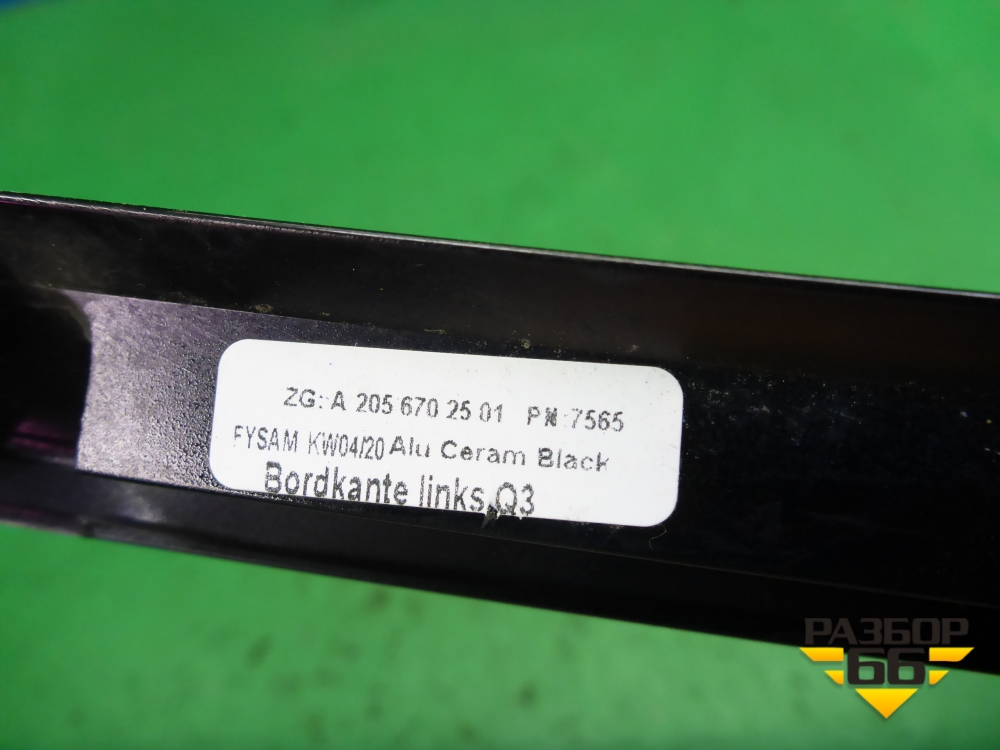 ZG: A 205 670 25 01 PN:7565
FYSAM KW04/20 Alu Ceram Black
Bordkante links,Q3
РАЗБОР
66